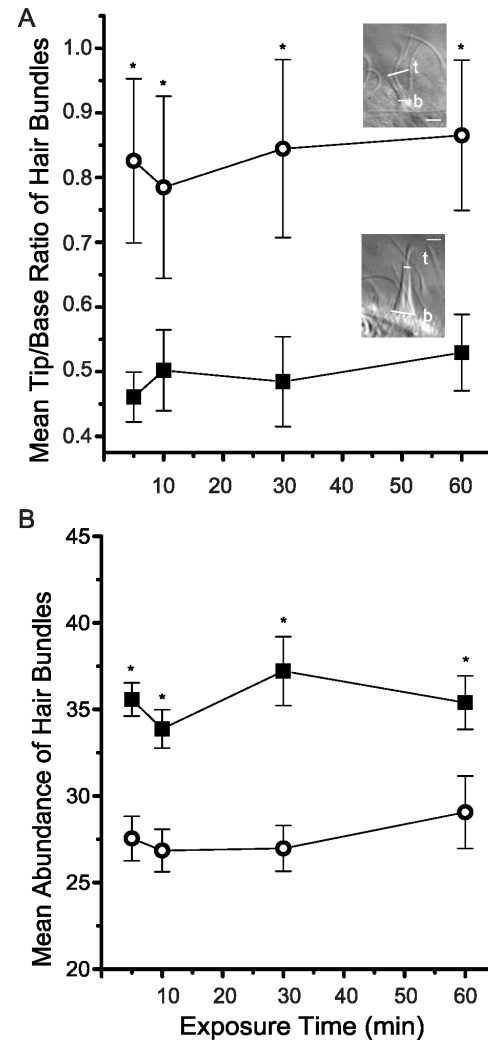 A
Mean Tip/Base Ratio of Hair Bundles
1.0
0.9
0.8
0.7
0.6
0.5
0.4
* * * *
t
b
t
b
10 20 30 40 50 60
B
Mean Abundance of Hair Bundles
45
40
35
30
25
20
* * * *
10 20 30 40 50 60
Exposure Time (min)